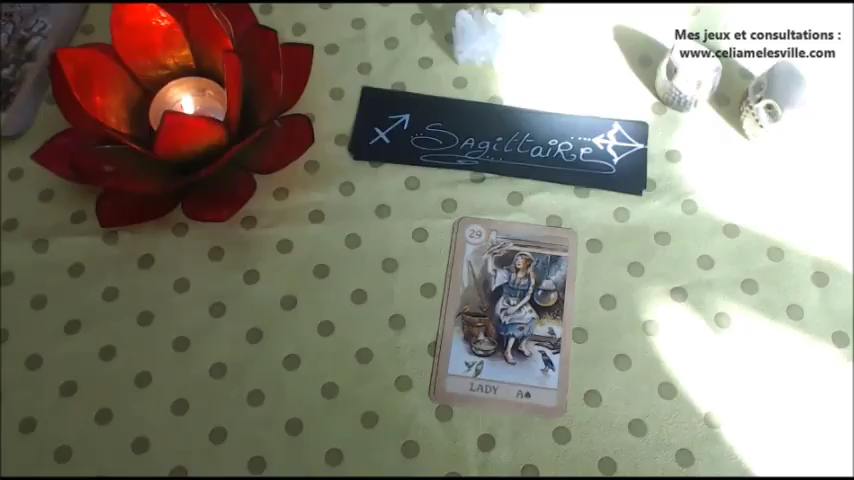 Mes jeux et consultations :
www.celiamelesville.com
Sagittaire
29
LADY A♠